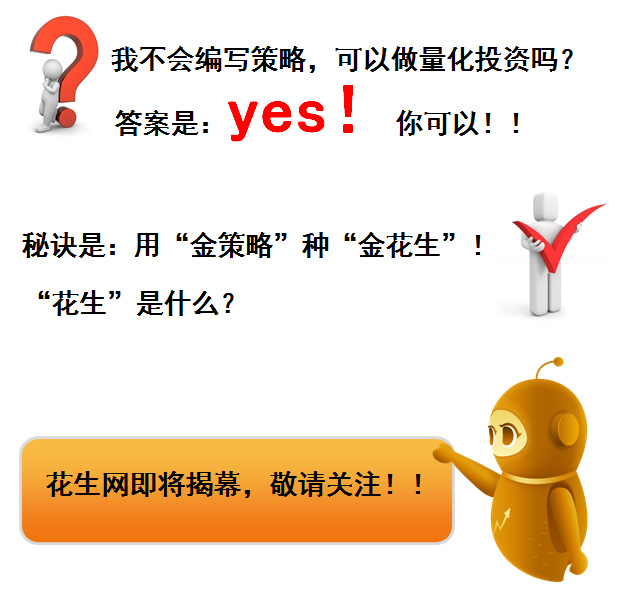 我不会编写策略，可以做量化投资吗？
答案是：yes！ 你可以！！
秘诀是：用“金策略”种“金花生”！
“花生”是什么？
花生网即将揭幕，敬请关注！！